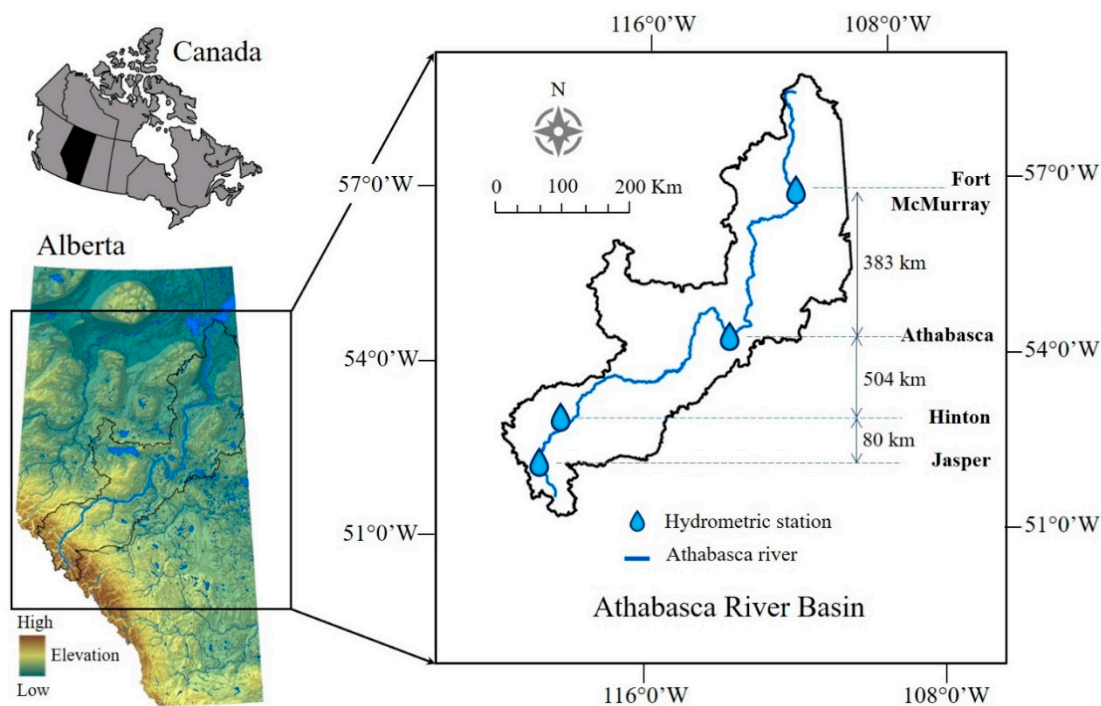 Canada
Alberta
High
Elevation
Low
116°0’W
108°0’W
N
0
100
200 Km
57°0’W
57°0’W
Fort
McMurray
383 km
Athabasca
54°0’W
54°0’W
504 km
Hinton
80 km
Jasper
51°0’W
51°0’W
Hydrometric station
Athabasca river
Athabasca River Basin
116°0’W
108°0’W